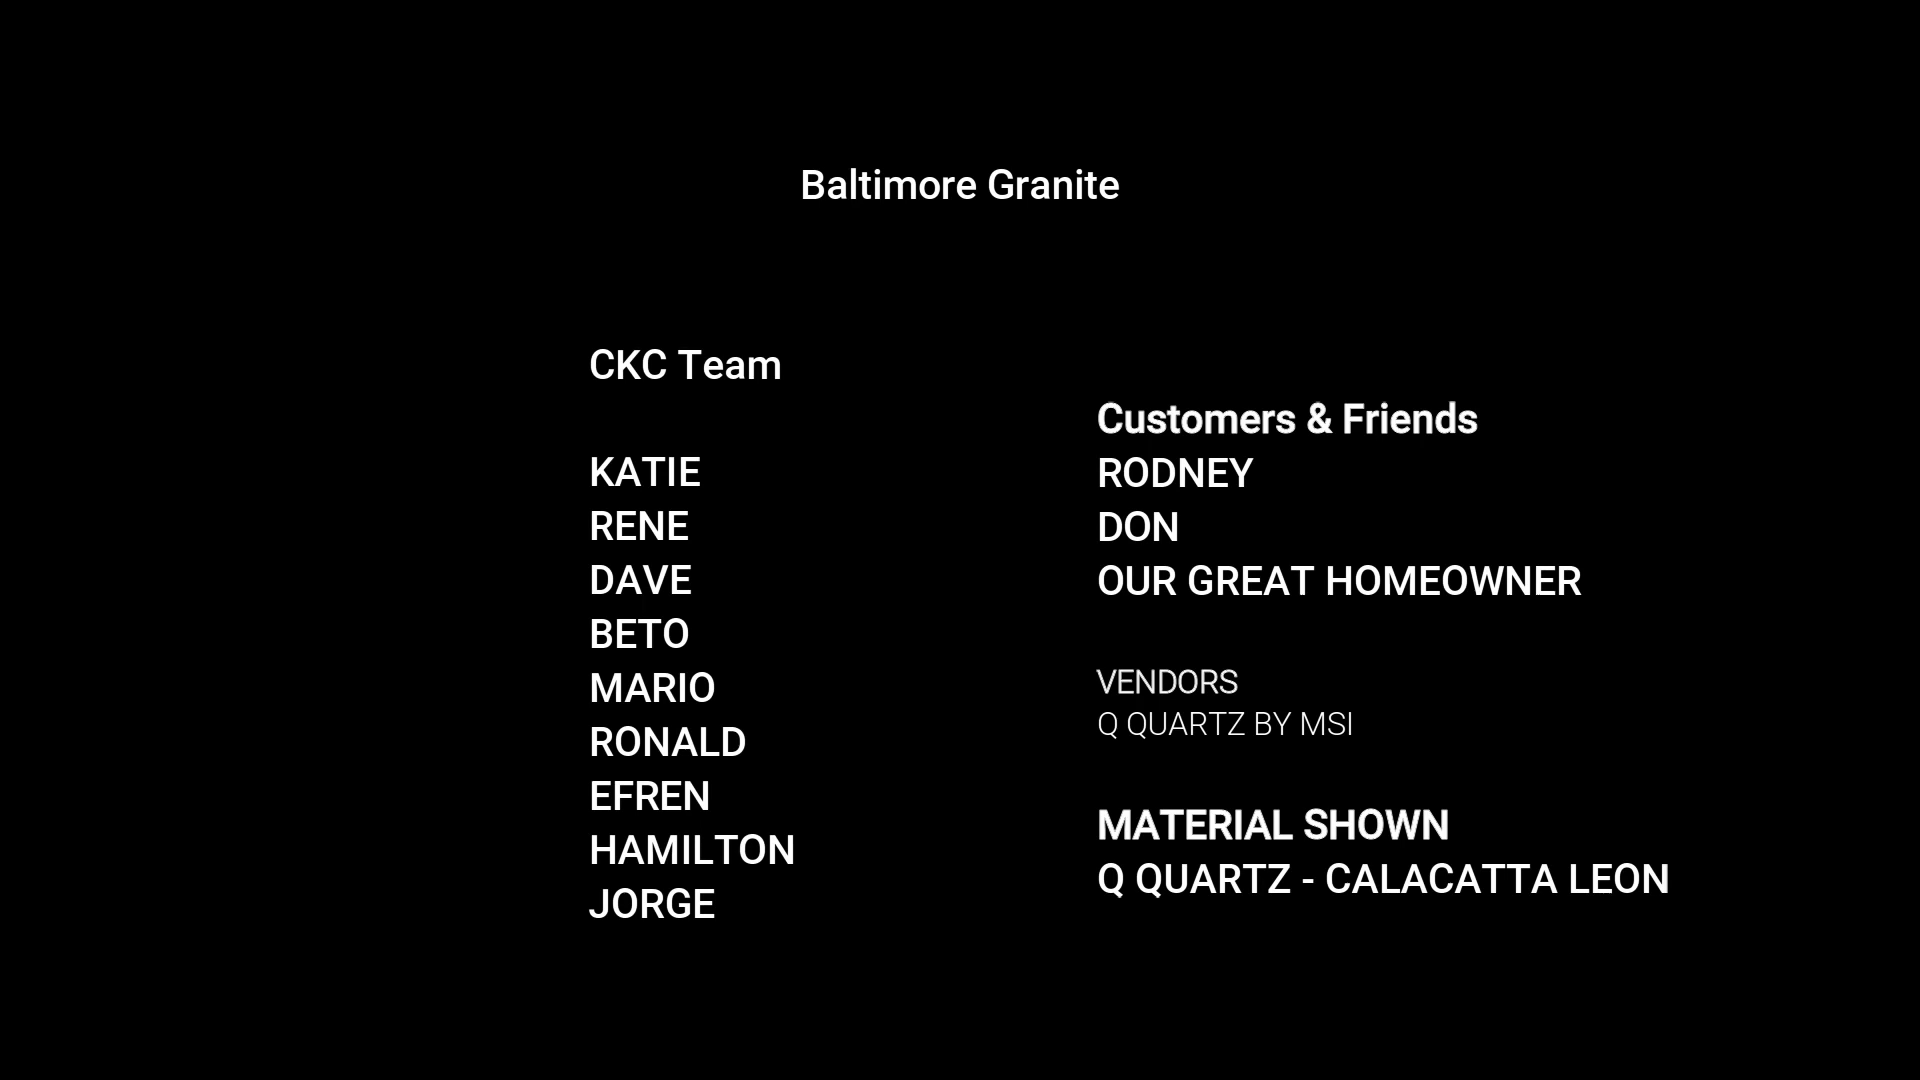 Baltimore Granite
CKC Team
KATIE
RENE
DAVE
BETO
MARIO
RONALD
EFREN
HAMILTON
JORGE
Customers & Friends
RODNEY
DON
OUR GREAT HOMEOWNER
VENDORS
Q QUARTZ BY MSI
MATERIAL SHOWN
Q QUARTZ - CALACATTA LEON